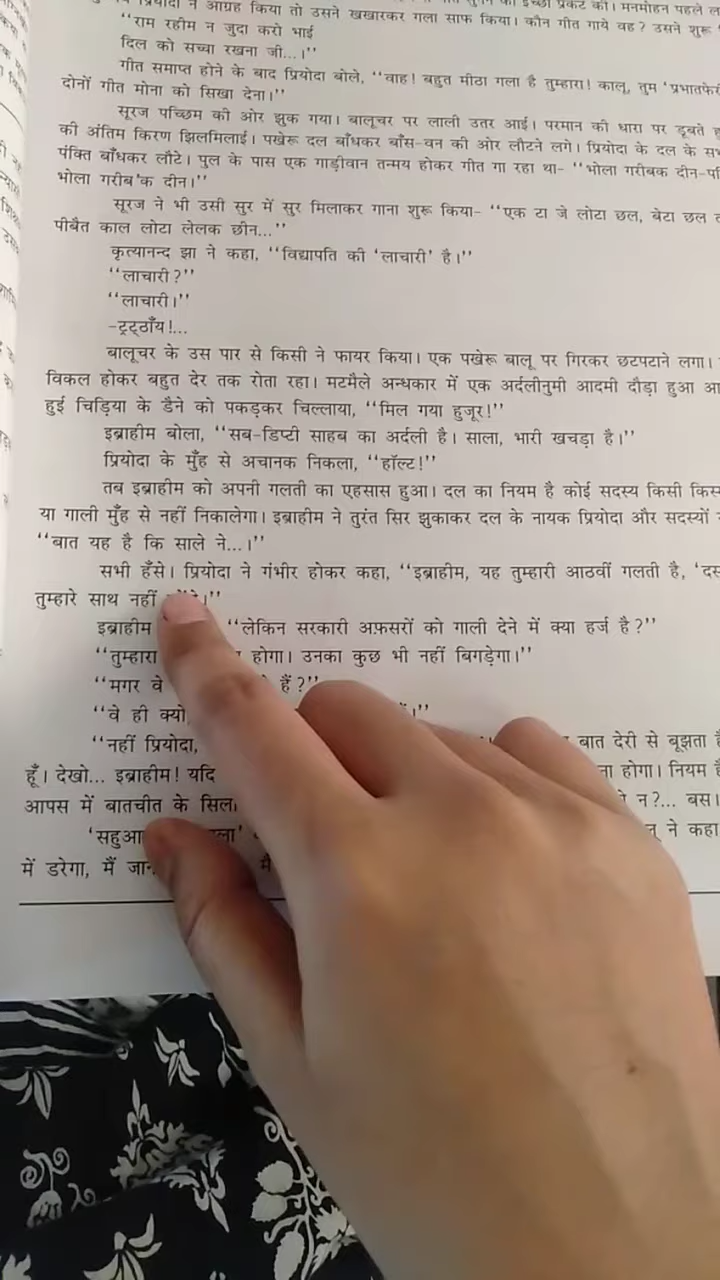 प्रियोदा ने आग्रह किया तो उसने खखारकर गला साफ किया। कौन गीत गाये वह? उसने शुरू
‘‘राम रहीम न जुदा करो भाई
दिल को सच्चा रखना जी...।’’
गीत समाप्त होने के बाद प्रियोदा बोले, ‘‘वाह! बहुत मीठा गला है तुम्हारा! कालू, तुम ‘प्रभातफेरी
दोनों गीत मोना को सिखा देना।’’
सूरज पच्छिम की ओर झुक गया। बालूचर पर लाली उतर आई। परमान की धारा पर डूबते
की अंतिम किरण झिलमिलाई। पखेरू दल बाँधकर बाँस-वन की ओर लौटने लगे। प्रियोदा के दल के
पंक्ति बाँधकर लौटे। पुल के पास एक गाड़ीवान तन्मय होकर गीत गा रहा था- ‘‘भोला गरीबक दीन-
भोला गरीब’क दीन।’’
सूरज ने भी उसी सुर में सुर मिलाकर गाना शुरू किया- ‘‘एक टा जे लोटा छल, बेटा छल
पीबैत काल लोटा लेलक छीन...’’
कृत्यानन्द झा ने कहा, ‘‘विद्यापति की ‘लाचारी’ है।’’
‘‘लाचारी?’’
‘‘लाचारी।’’
-ट्रट्ठाँय!...
बालूचर के उस पार से किसी ने फायर किया। एक पखेरू बालू पर गिरकर छटपटाने लगा।
विकल होकर बहुत देर तक रोता रहा। मटमैले अन्धकार में एक अर्दलीनुमी आदमी दौड़ा हुआ
हुई चिड़िया के डैने को पकड़कर चिल्लाया, ‘‘मिल गया हुजूर!’’
इब्राहीम बोला, ‘‘सब-डिप्टी साहब का अर्दली है। साला, भारी खचड़ा है।’’
प्रियोदा के मुँह से अचानक निकला, ‘‘हॉल्ट!’’
तब इब्राहीम को अपनी गलती का एहसास हुआ। दल का नियम है कोई सदस्य किसी
या गाली मुँह से नहीं निकालेगा। इब्राहीम ने तुरंत सिर झुकाकर दल के नायक प्रियोदा और सदस्यों
‘‘बात यह है कि साले ने...।’’
सभी हँसे। प्रियोदा ने गंभीर होकर कहा, ‘‘इब्राहीम, यह तुम्हारी आठवीं गलती है,
तुम्हारे साथ नहीं
इब्राहीम ‘‘लेकिन सरकारी अफ़सरों को गाली देने में क्या हर्ज है?’’
‘‘तुम्हारा होगा। उनका कुछ भी नहीं बिगड़ेगा।’’
‘‘मगर वे हैं?’’
‘‘वे ही क्यों
‘‘नहीं प्रियोदा, बात देरी से बूझता
हूँ। देखो... इब्राहीम! यदि होगा। नियम
आपस में बातचीत के न?... बस।
ने कहा
में डरेगा, मैं